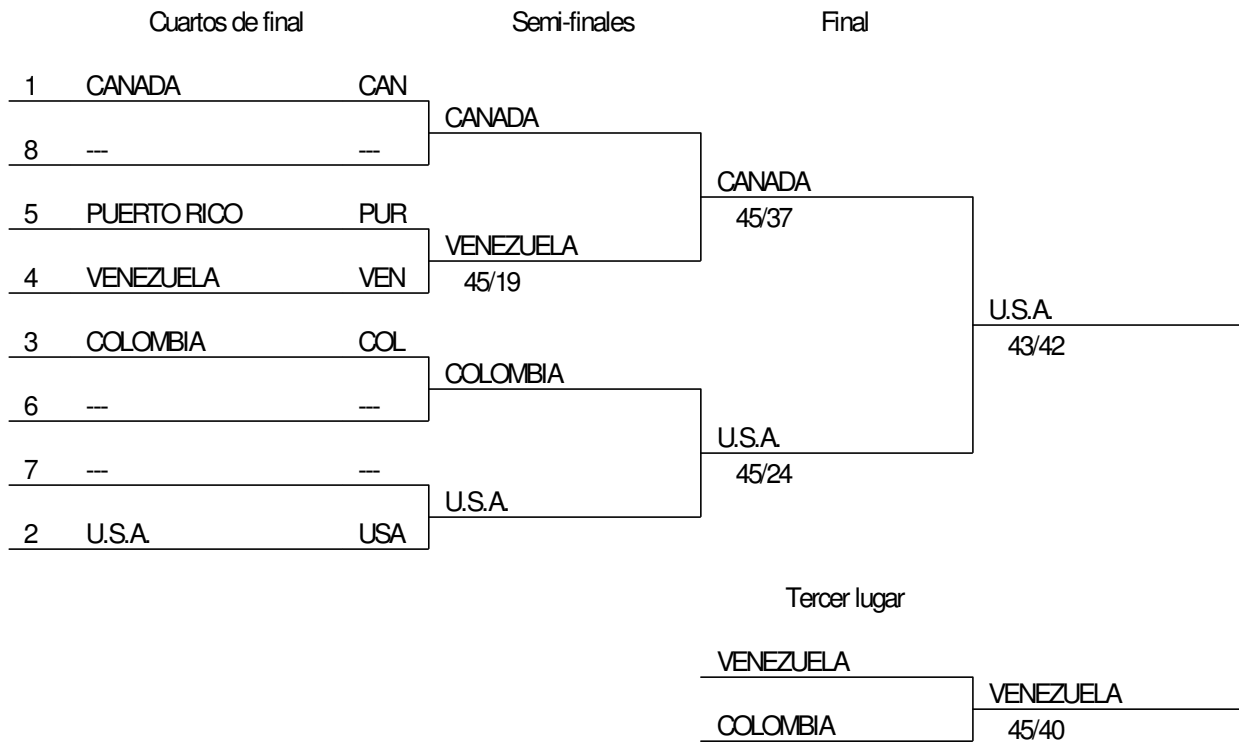 Cuartos de final Semi-finales Final
1 CANADA CAN
CANADA
8 --- ---
CANADA
5 PUERTO RICO PUR 45/37
VENEZUELA
4 VENEZUELA VEN 45/19
U.S.A.
3 COLOMBIA COL 43/42
COLOMBIA
6 --- ---
U.S.A.
7 --- --- 45/24
U.S.A.
2 U.S.A. USA
Tercer lugar
VENEZUELA
VENEZUELA
COLOMBIA 45/40